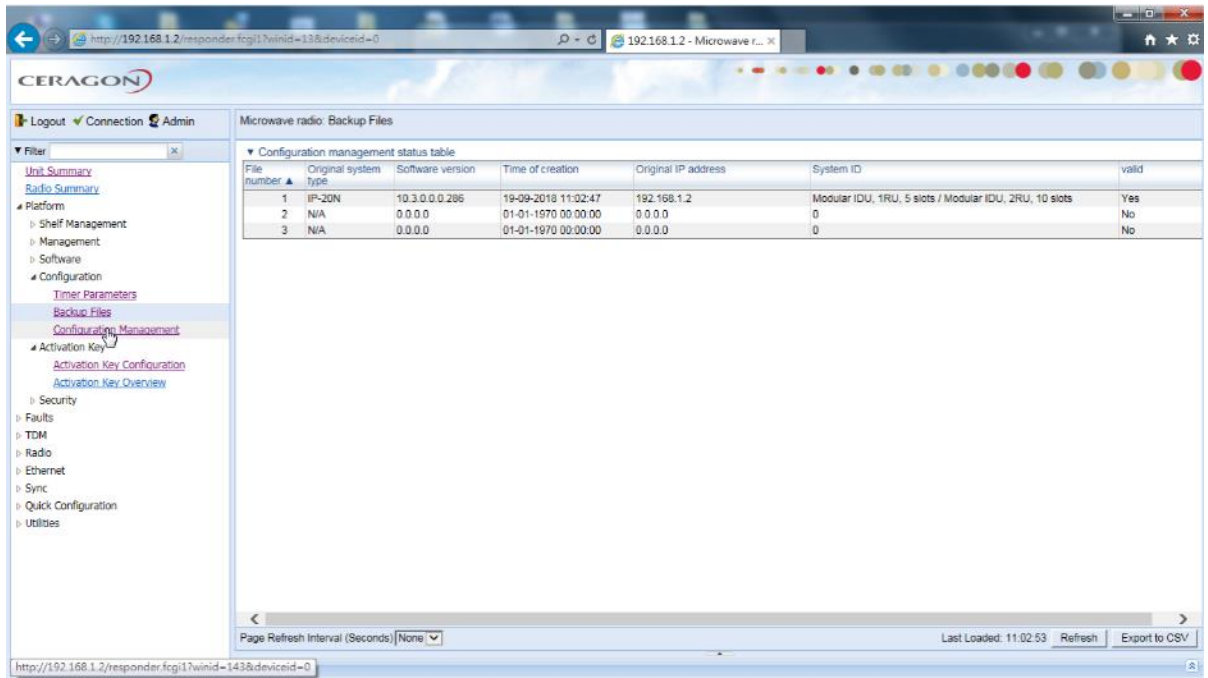 http://192.168.1.2/responder.fcgi1?winid=13&deviceid=0
192.168.1.2 - Microwave r...
CERAGON
Logout Connection Admin
Microwave radio: Backup Files
Filter
Configuration management status table
Unit Summary
Radio Summary
Platform
Shelf Management
Management
Software
Configuration
Timer Parameters
Backup Files
Configuration Management
Activation Key
Activation Key Configuration
Activation Key Overview
Security
Faults
TDM
Radio
Ethernet
Sync
Quick Configuration
Utilities
File number ▲ Original system type Software version Time of creation Original IP address System ID valid
1 IP-20N 10.3.0.0.0.286 19-09-2018 11:02:47 192.168.1.2 Modular IDU, 1RU, 5 slots / Modular IDU, 2RU, 10 slots Yes
2 N/A 0.0.0.0 01-01-1970 00:00:00 0.0.0.0 0 No
3 N/A 0.0.0.0 01-01-1970 00:00:00 0.0.0.0 0 No
Page Refresh Interval (Seconds) None Last Loaded: 11:02:53 Refresh Export to CSV
http://192.168.1.2/responder.fcgi1?winid=143&deviceid=0